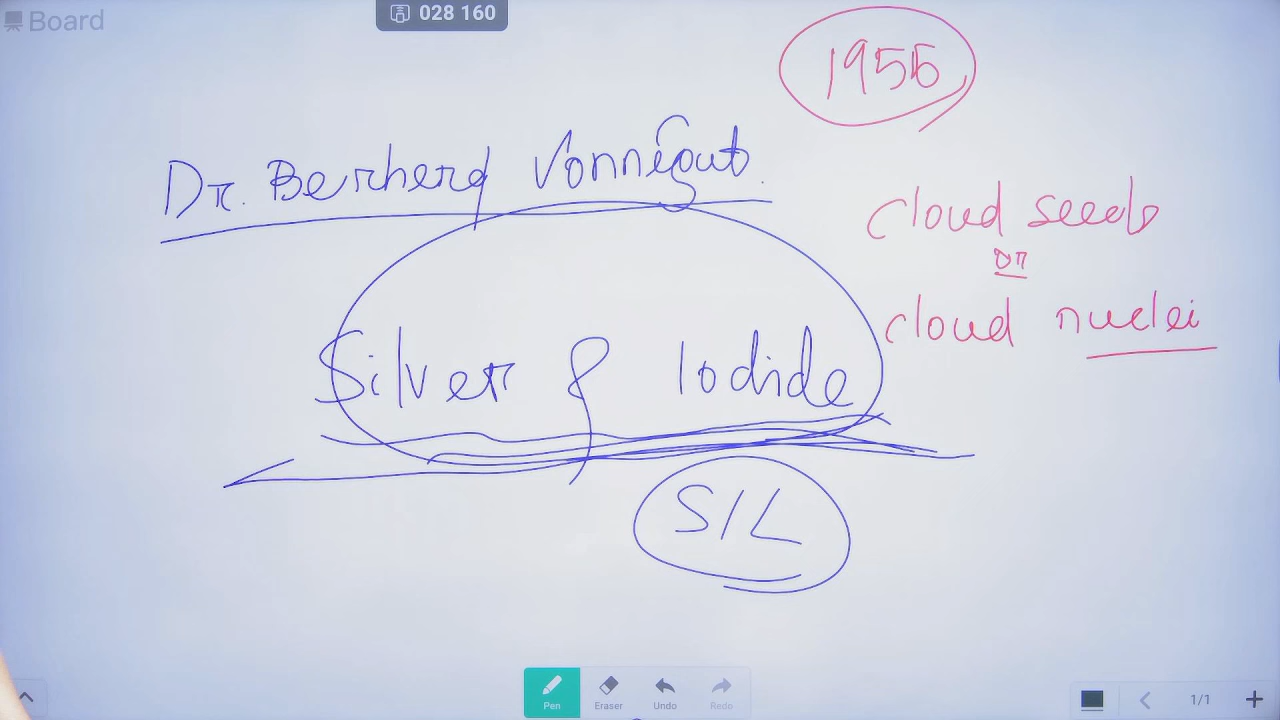 Board
028 160
1956
Dr. Berherd Vonnegut.
cloud seeds
or
cloud nuclei
Silver & Iodide
S/L
Pen
Eraser
Undo
Redo
1/1